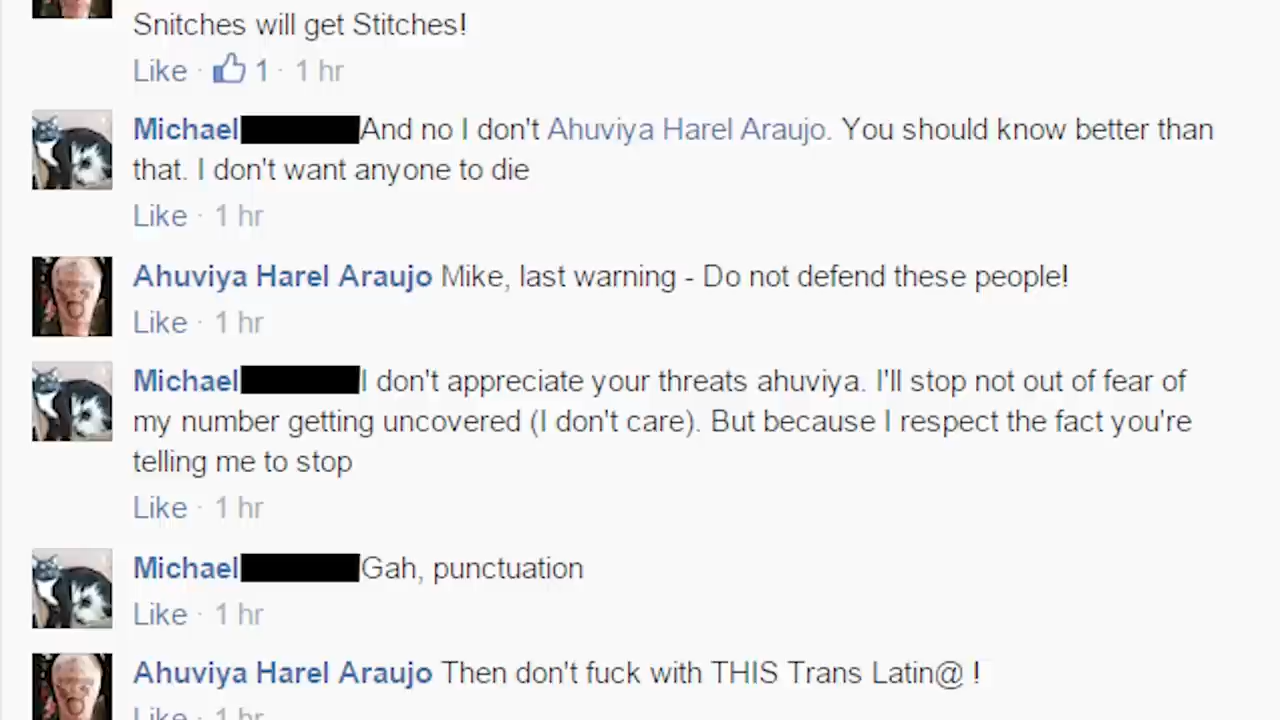 Snitches will get Stitches!
Like · 1 · 1 hr
Michael And no I don't Ahuviya Harel Araujo. You should know better than
that. I don't want anyone to die
Like · 1 hr
Ahuviya Harel Araujo Mike, last warning - Do not defend these people!
Like · 1 hr
Michael I don't appreciate your threats ahuviya. I'll stop not out of fear of
my number getting uncovered (I don't care). But because I respect the fact you're
telling me to stop
Like · 1 hr
Michael Gah, punctuation
Like · 1 hr
Ahuviya Harel Araujo Then don't fuck with THIS Trans Latin@ !
Like · 1 hr